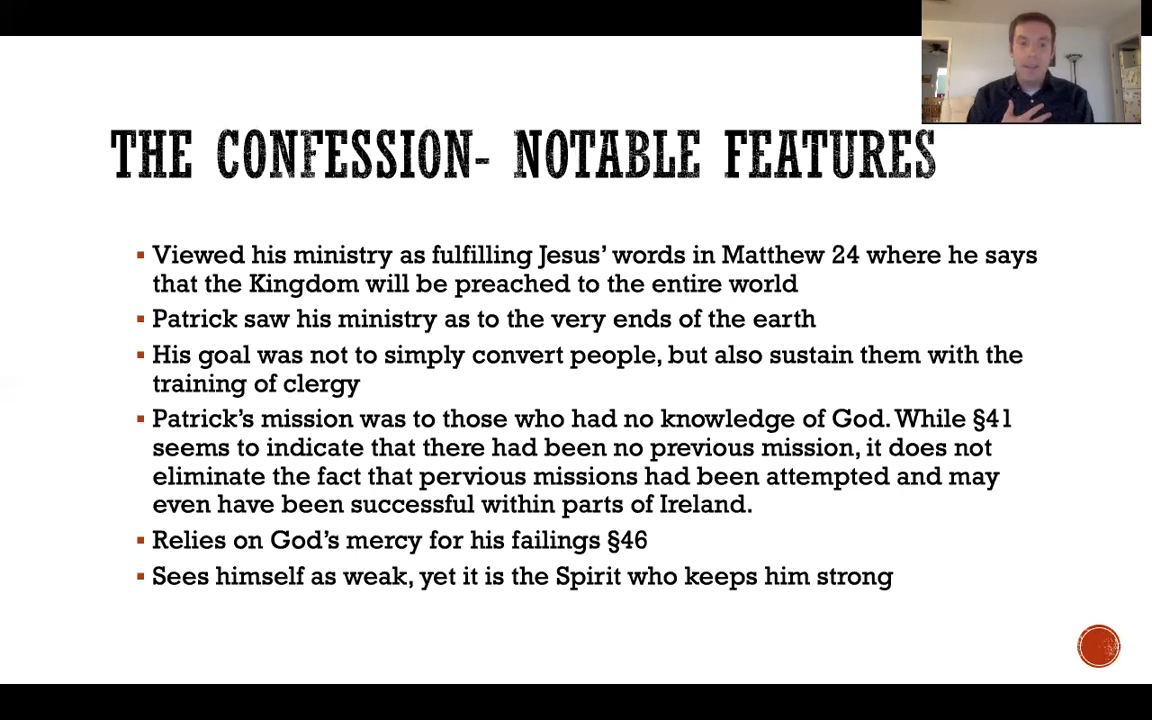 THE CONFESSION- NOTABLE FEATURES
▪ Viewed his ministry as fulfilling Jesus' words in Matthew 24 where he says
that the Kingdom will be preached to the entire world
▪ Patrick saw his ministry as to the very ends of the earth
▪ His goal was not to simply convert people, but also sustain them with the
training of clergy
▪ Patrick's mission was to those who had no knowledge of God. While §41
seems to indicate that there had been no previous mission, it does not
eliminate the fact that pervious missions had been attempted and may
even have been successful within parts of Ireland.
▪ Relies on God's mercy for his failings §46
▪ Sees himself as weak, yet it is the Spirit who keeps him strong